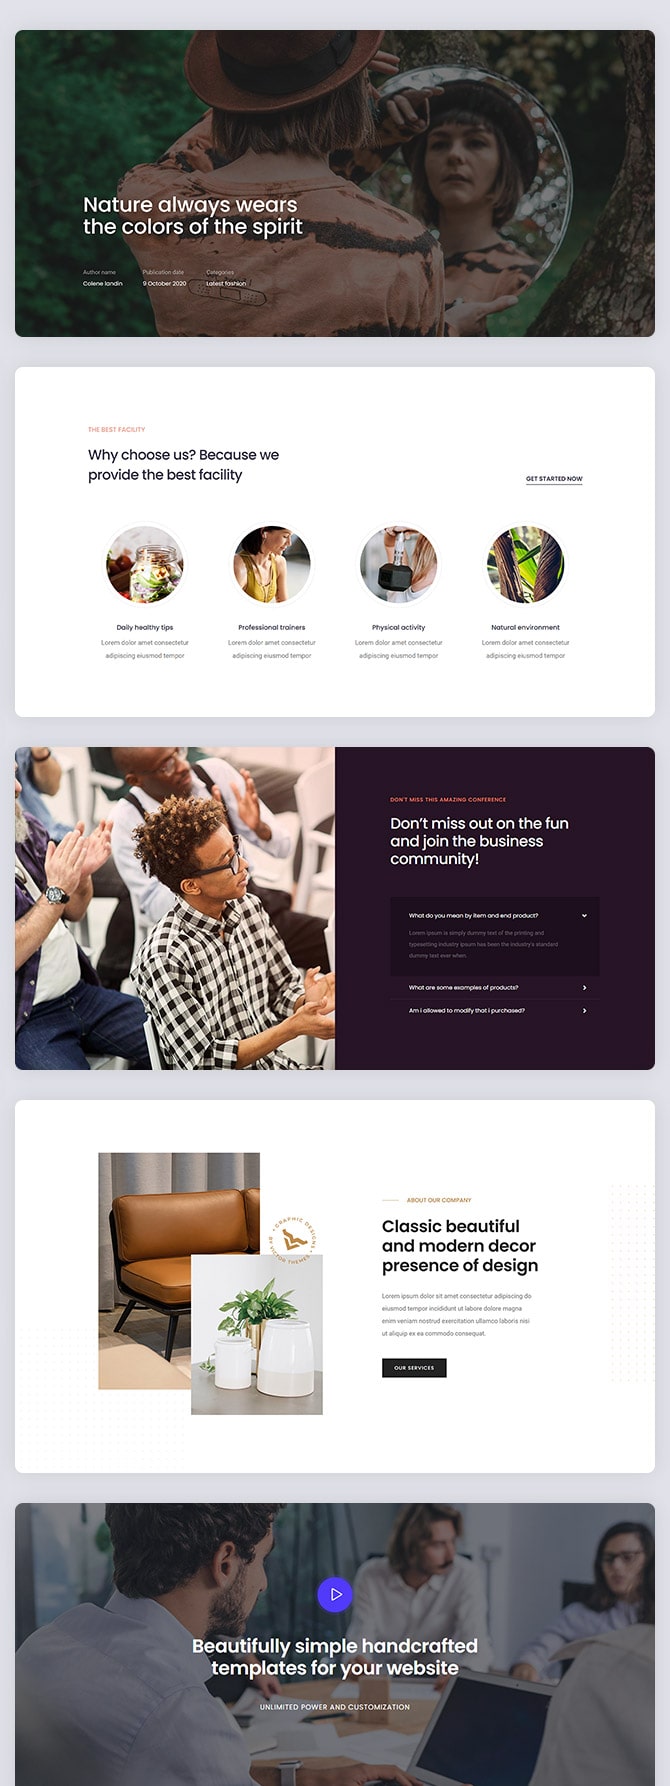 Nature always wears
the colors of the spirit
Author name
Publication date
Categories
Colene landin
9 October 2020
Latest fashion
THE BEST FACILITY
Why choose us? Because we
provide the best facility
GET STARTED NOW
Daily healthy tips
Lorem dolor amet consectetur
adipiscing eiusmod tempor
Professional trainers
Lorem dolor amet consectetur
adipiscing eiusmod tempor
Physical activity
Lorem dolor amet consectetur
adipiscing eiusmod tempor
Natural environment
Lorem dolor amet consectetur
adipiscing eiusmod tempor
DON'T MISS THIS AMAZING CONFERENCE
Don't miss out on the fun
and join the business
community!
What do you mean by item and end product?
Lorem ipsum is simply dummy text of the printing and
typesetting industry ipsum has been the industry's standard
dummy text ever when.
What are some examples of products?
Am i allowed to modify that i purchased?
GRAPHIC DESIGNS • BY VICTOR THEMES •
ABOUT OUR COMPANY
Classic beautiful
and modern decor
presence of design
Lorem ipsum dolor sit amet consectetur adipiscing do
eiusmod tempor incididunt ut labore dolore magna
enim veniam nostrud exercitation ullamco laboris nisi
ut aliquip ex ea commodo consequat.
OUR SERVICES
Beautifully simple handcrafted
templates for your website
UNLIMITED POWER AND CUSTOMIZATION